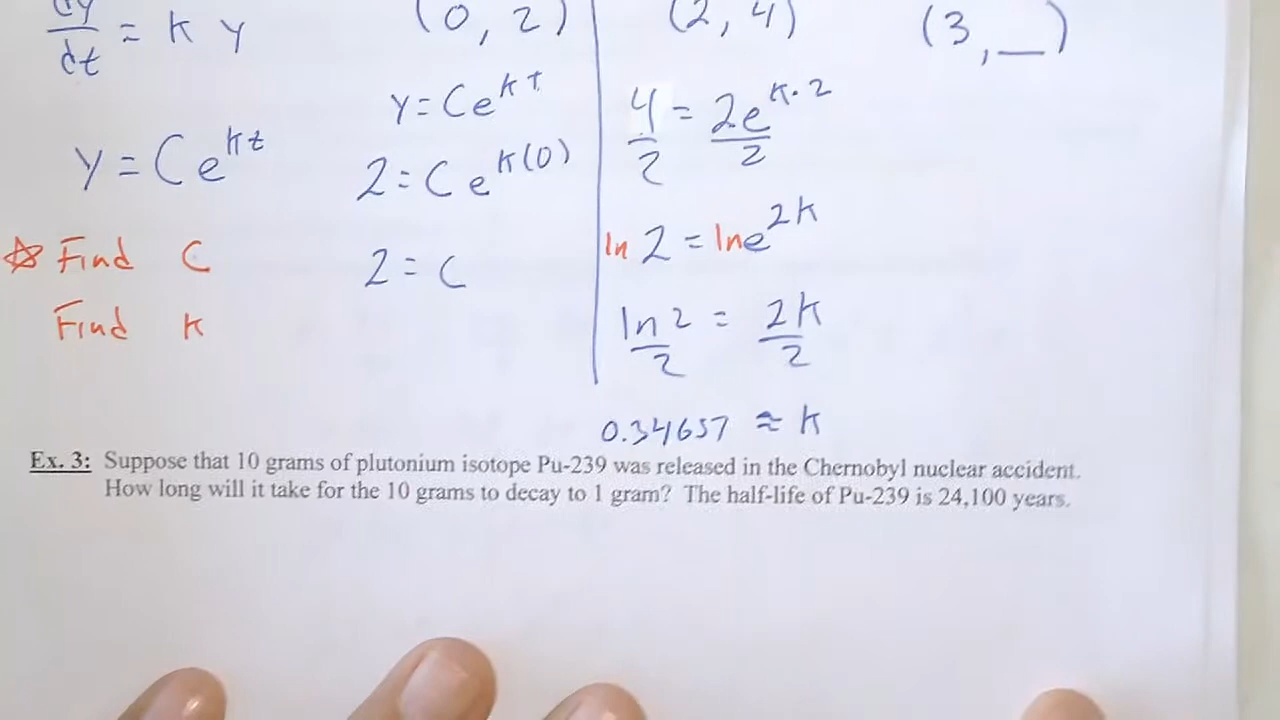 dy/dt = K y
(0, 2)
(2, 4)
(3, __)
y = Ce^{kt}
y = Ce^{kt}
4/2 = 2e^{k·2}/2
2 = Ce^{k(0)}
☆ Find C
2 = C
ln 2 = ln e^{2k}
Find K
ln 2/2 = 2K/2
0.34657 ≈ K
Ex. 3: Suppose that 10 grams of plutonium isotope Pu-239 was released in the Chernobyl nuclear accident.
How long will it take for the 10 grams to decay to 1 gram? The half-life of Pu-239 is 24,100 years.